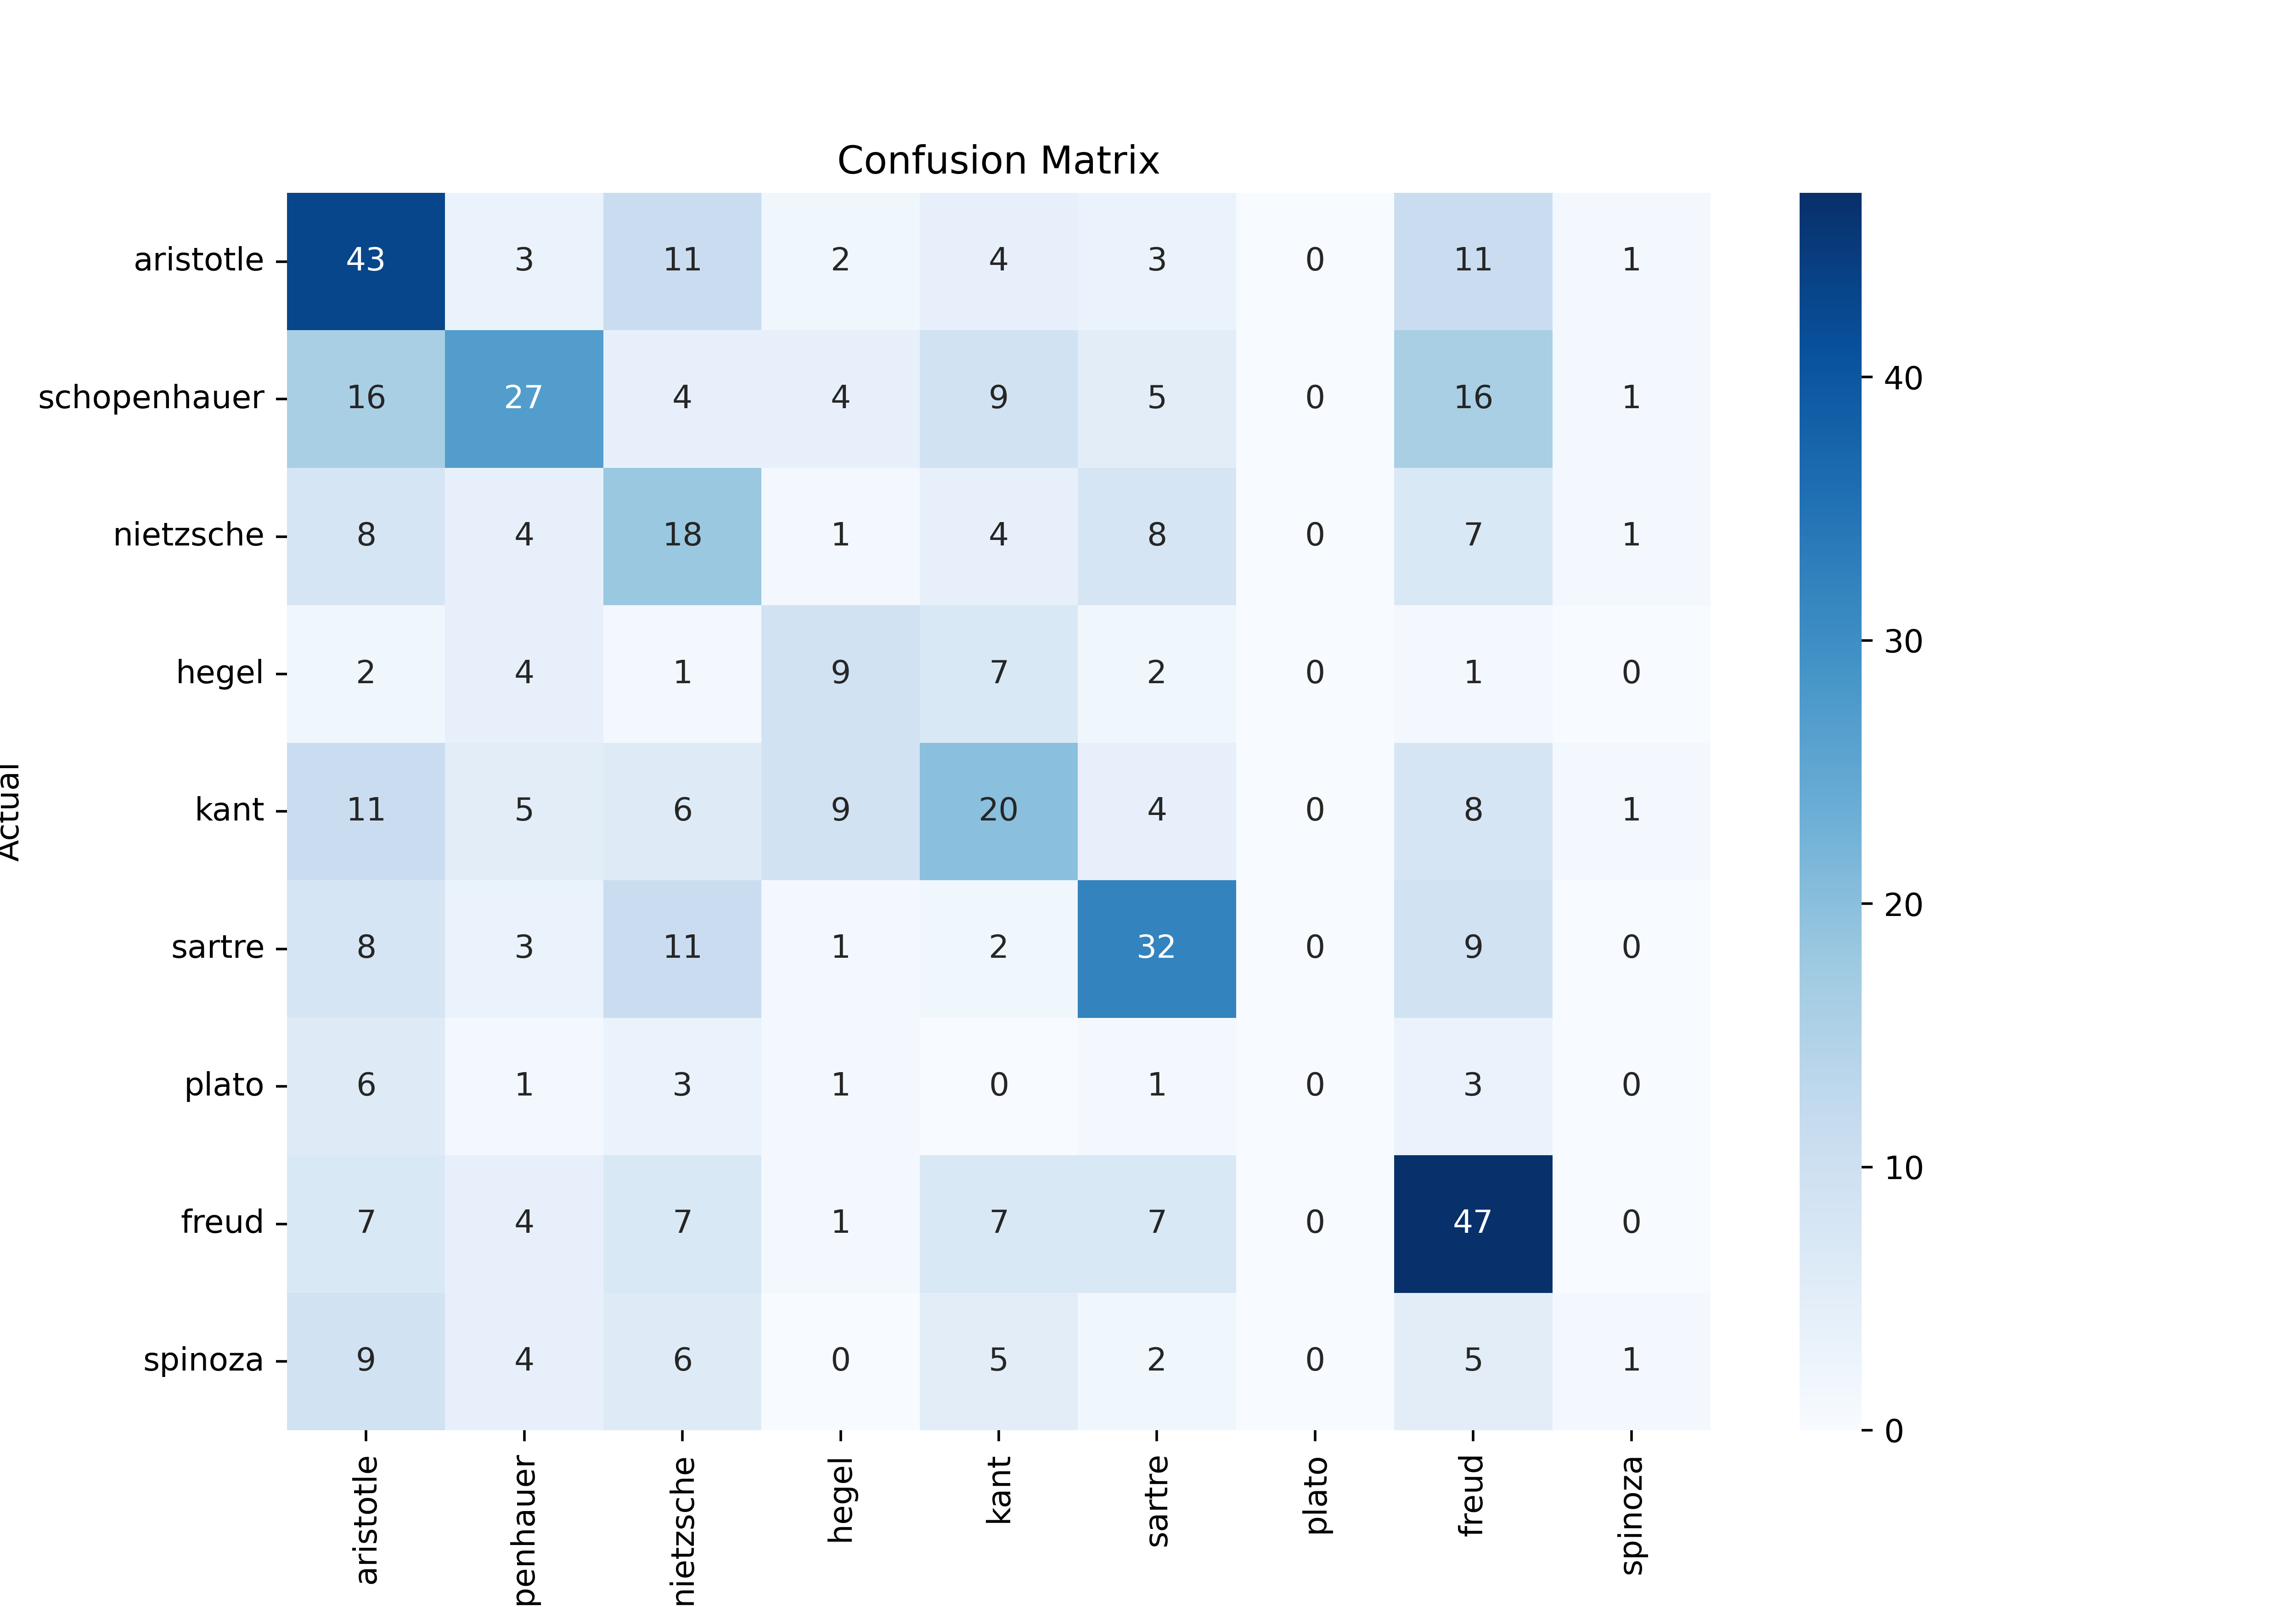 Confusion Matrix
aristotle 43 3 11 2 4 3 0 11 1
schopenhauer 16 27 4 4 9 5 0 16 1
nietzsche 8 4 18 1 4 8 0 7 1
hegel 2 4 1 9 7 2 0 1 0
kant 11 5 6 9 20 4 0 8 1
sartre 8 3 11 1 2 32 0 9 0
plato 6 1 3 1 0 1 0 3 0
freud 7 4 7 1 7 7 0 47 0
spinoza 9 4 6 0 5 2 0 5 1
Actual
aristotle penhauer nietzsche hegel kant sartre plato freud spinoza
40
30
20
10
0